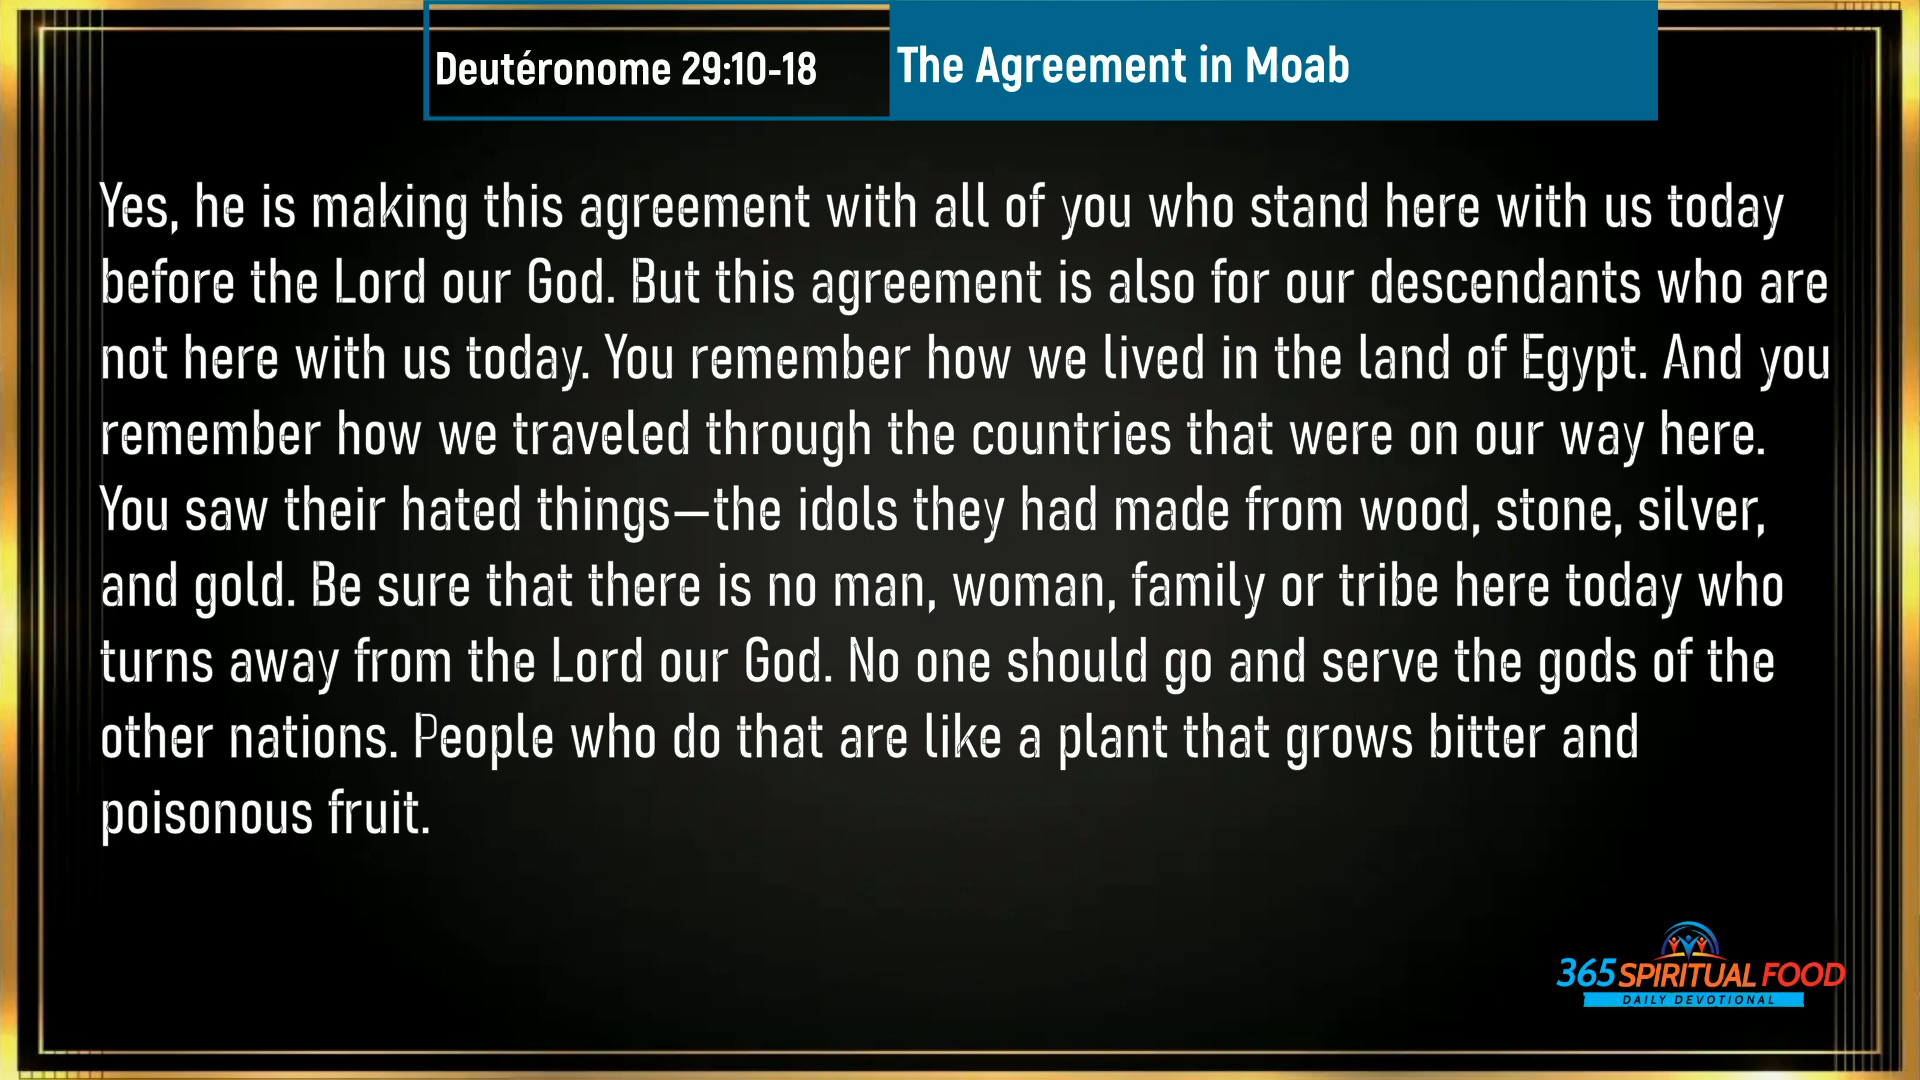 Deutéronome 29:10-18
The Agreement in Moab
Yes, he is making this agreement with all of you who stand here with us today
before the Lord our God. But this agreement is also for our descendants who are
not here with us today. You remember how we lived in the land of Egypt. And you
remember how we traveled through the countries that were on our way here.
You saw their hated things—the idols they had made from wood, stone, silver,
and gold. Be sure that there is no man, woman, family or tribe here today who
turns away from the Lord our God. No one should go and serve the gods of the
other nations. People who do that are like a plant that grows bitter and
poisonous fruit.
365 SPIRITUAL FOOD
DAILY DEVOTIONAL